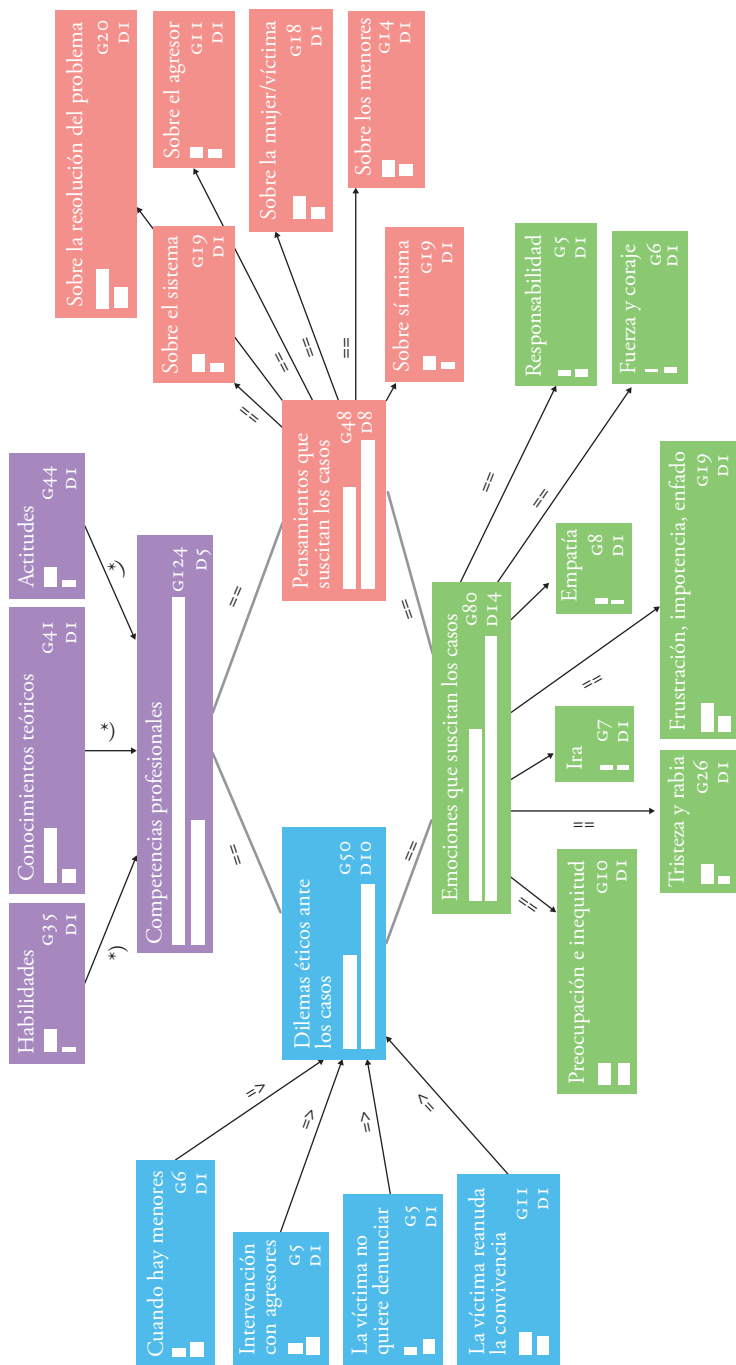 Habilidades
G35
D1
Conocimientos teóricos
G41
D1
Actitudes
G44
D1
*)
*)
*)
Competencias profesionales
G124
D5
==
==
Cuando hay menores
G6
D1
=>
Intervención
con agresores
G5
D1
=>
La víctima no
quiere denunciar
G5
D1
=>
La víctima reanuda
la convivencia
G11
D1
=>
Dilemas éticos ante
los casos
G50
D10
==
Pensamientos que
suscitan los casos
G48
D8
==
Sobre la resolución del problema
G20
D1
Sobre el sistema
G19
D1
==
Sobre el agresor
G11
D1
==
Sobre la mujer/víctima
G18
D1
==
Sobre los menores
G14
D1
==
Sobre sí misma
G19
D1
Emociones que suscitan los casos
G80
D14
Preocupación e inequitud
G10
D1
==
Tristeza y rabia
G26
D1
==
Ira
G7
D1
Frustración, impotencia, enfado
G19
D1
==
Empatía
G8
D1
Fuerza y coraje
G6
D1
==
Responsabilidad
G5
D1
==